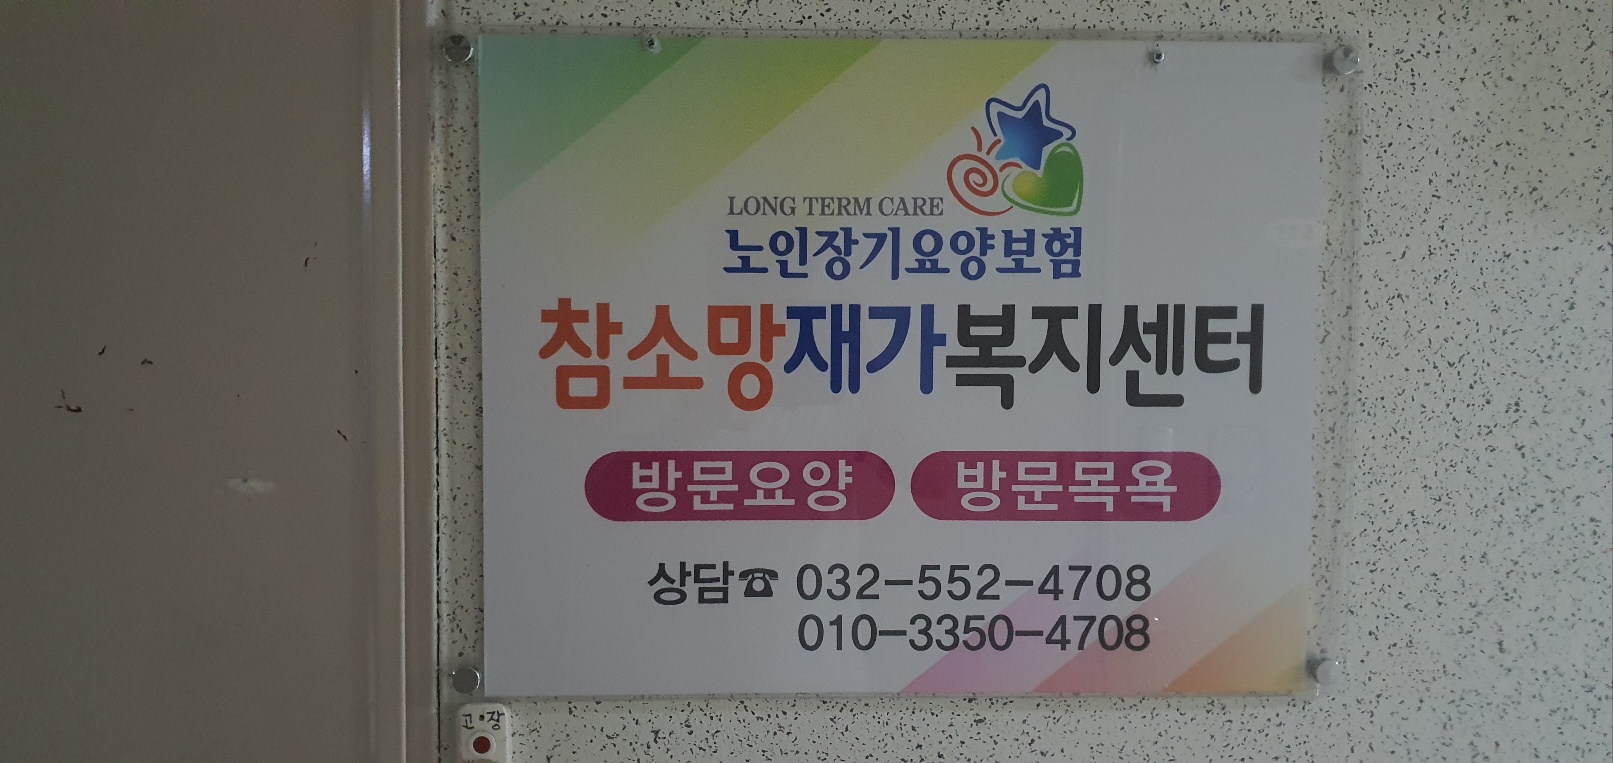 LONG TERM CARE
노인장기요양보험
참소망재가복지센터
방문요양 방문목욕
상담☎ 032-552-4708
010-3350-4708
고·장